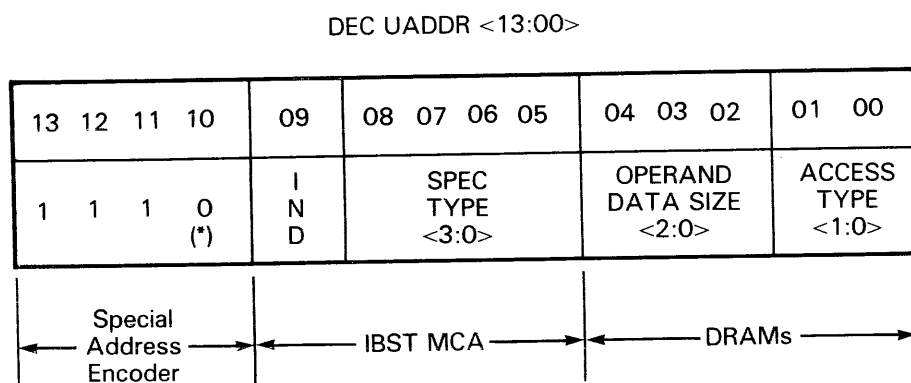 DEC UADDR <13:00>
13 12 11 10 09 08 07 06 05 04 03 02 01 00
1 1 1 0
(*)
I
N
D
SPEC
TYPE
<3:0>
OPERAND
DATA SIZE
<2:0>
ACCESS
TYPE
<1:0>
Special
Address
Encoder
IBST MCA
DRAMs